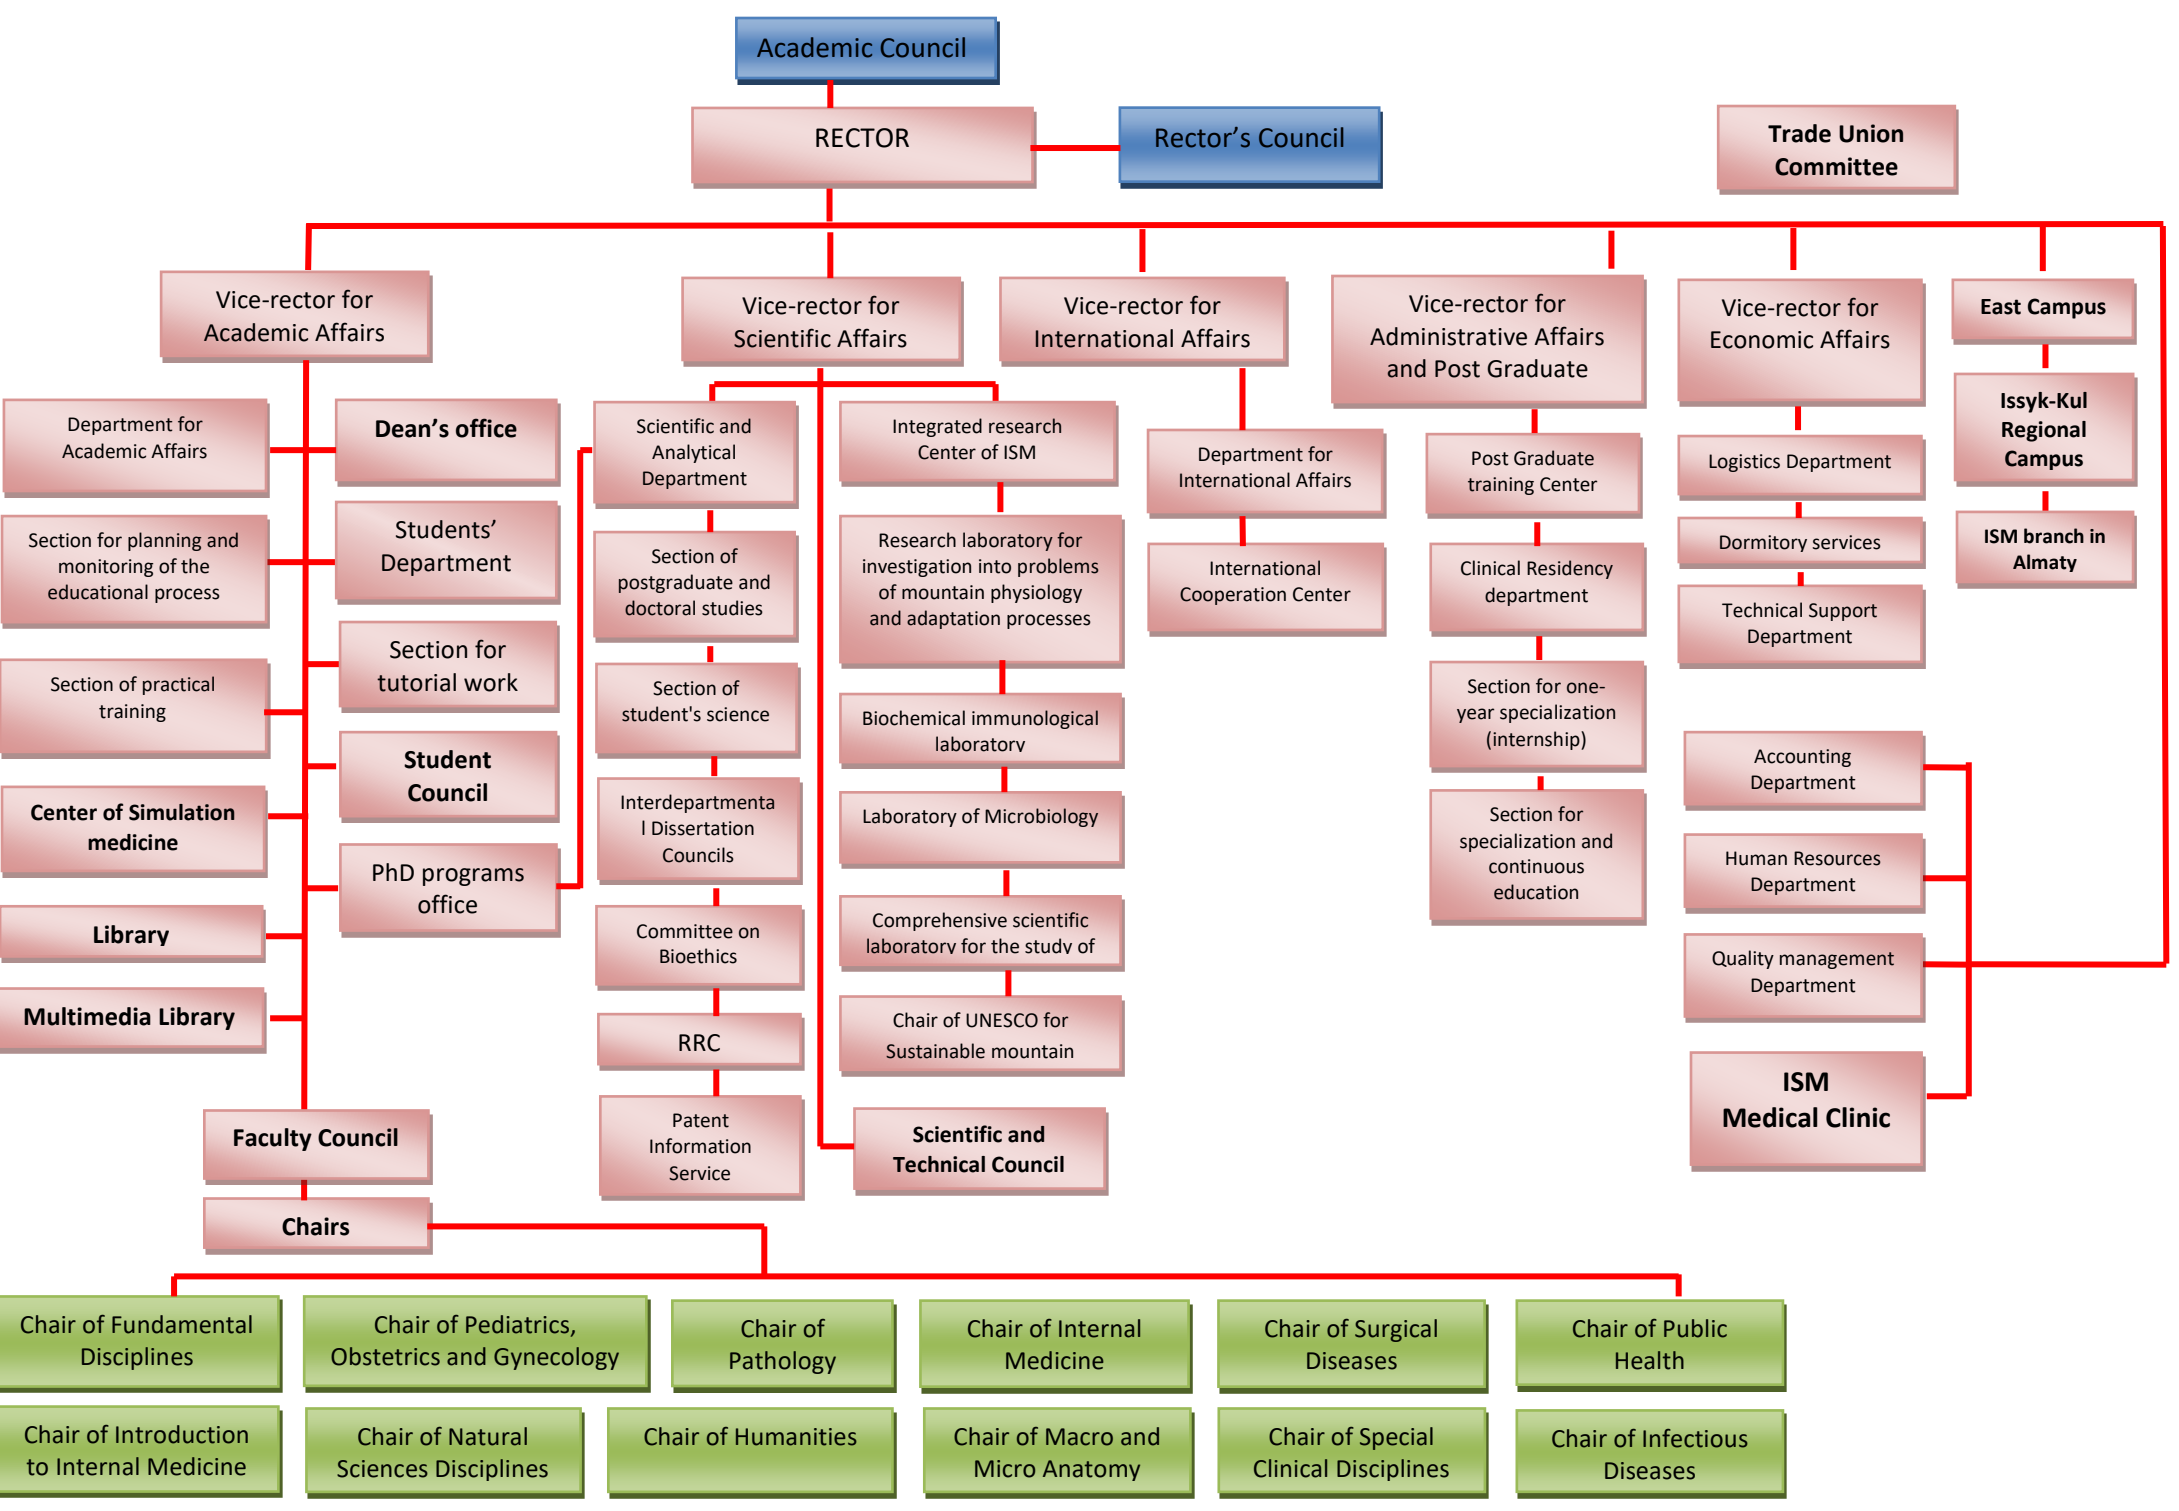 Academic Council
RECTOR
Rector’s Council
Trade Union
Committee
Vice-rector for
Academic Affairs
Vice-rector for
Scientific Affairs
Vice-rector for
International Affairs
Vice-rector for
Administrative Affairs
and Post Graduate
Vice-rector for
Economic Affairs
East Campus
Issyk-Kul
Regional
Campus
ISM branch in
Almaty
Department for
Academic Affairs
Dean’s office
Section for planning and
monitoring of the
educational process
Students’
Department
Section of practical
training
Section for
tutorial work
Center of Simulation
medicine
Student
Council
Library
PhD programs
office
Multimedia Library
Faculty Council
Chairs
Scientific and
Analytical
Department
Section of
postgraduate and
doctoral studies
Section of
student's science
Interdepartmenta
l Dissertation
Councils
Committee on
Bioethics
RRC
Patent
Information
Service
Integrated research
Center of ISM
Research laboratory for
investigation into problems
of mountain physiology
and adaptation processes
Biochemical immunological
laboratory
Laboratory of Microbiology
Comprehensive scientific
laboratory for the study of
Chair of UNESCO for
Sustainable mountain
Scientific and
Technical Council
Department for
International Affairs
International
Cooperation Center
Post Graduate
training Center
Clinical Residency
department
Section for one-
year specialization
(internship)
Section for
specialization and
continuous
education
Logistics Department
Dormitory services
Technical Support
Department
Accounting
Department
Human Resources
Department
Quality management
Department
ISM
Medical Clinic
Chair of Fundamental
Disciplines
Chair of Pediatrics,
Obstetrics and Gynecology
Chair of
Pathology
Chair of Internal
Medicine
Chair of Surgical
Diseases
Chair of Public
Health
Chair of Introduction
to Internal Medicine
Chair of Natural
Sciences Disciplines
Chair of Humanities
Chair of Macro and
Micro Anatomy
Chair of Special
Clinical Disciplines
Chair of Infectious
Diseases